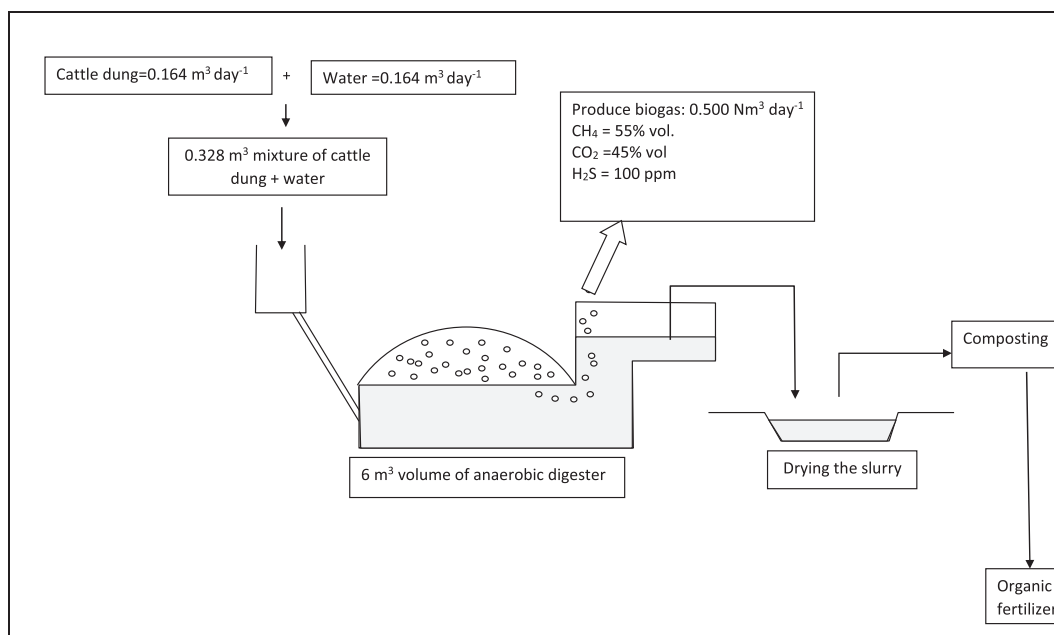 Cattle dung=0.164 m³ day⁻¹
+
Water =0.164 m³ day⁻¹
0.328 m³ mixture of cattle
dung + water
Produce biogas: 0.500 Nm³ day⁻¹
CH₄ = 55% vol.
CO₂ =45% vol
H₂S = 100 ppm
6 m³ volume of anaerobic digester
Drying the slurry
Composting
Organic
fertilizer